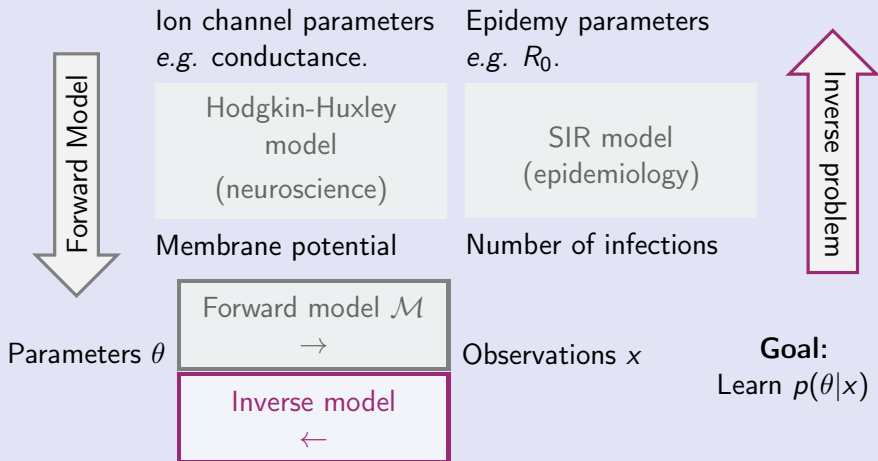 Ion channel parameters
e.g. conductance.
Epidemy parameters
e.g. R₀.
Forward Model
Hodgkin-Huxley
model
(neuroscience)
SIR model
(epidemiology)
Inverse problem
Membrane potential
Number of infections
Parameters θ
Forward model ℳ
→
Observations x
Inverse model
←
Goal:
Learn p(θ|x)